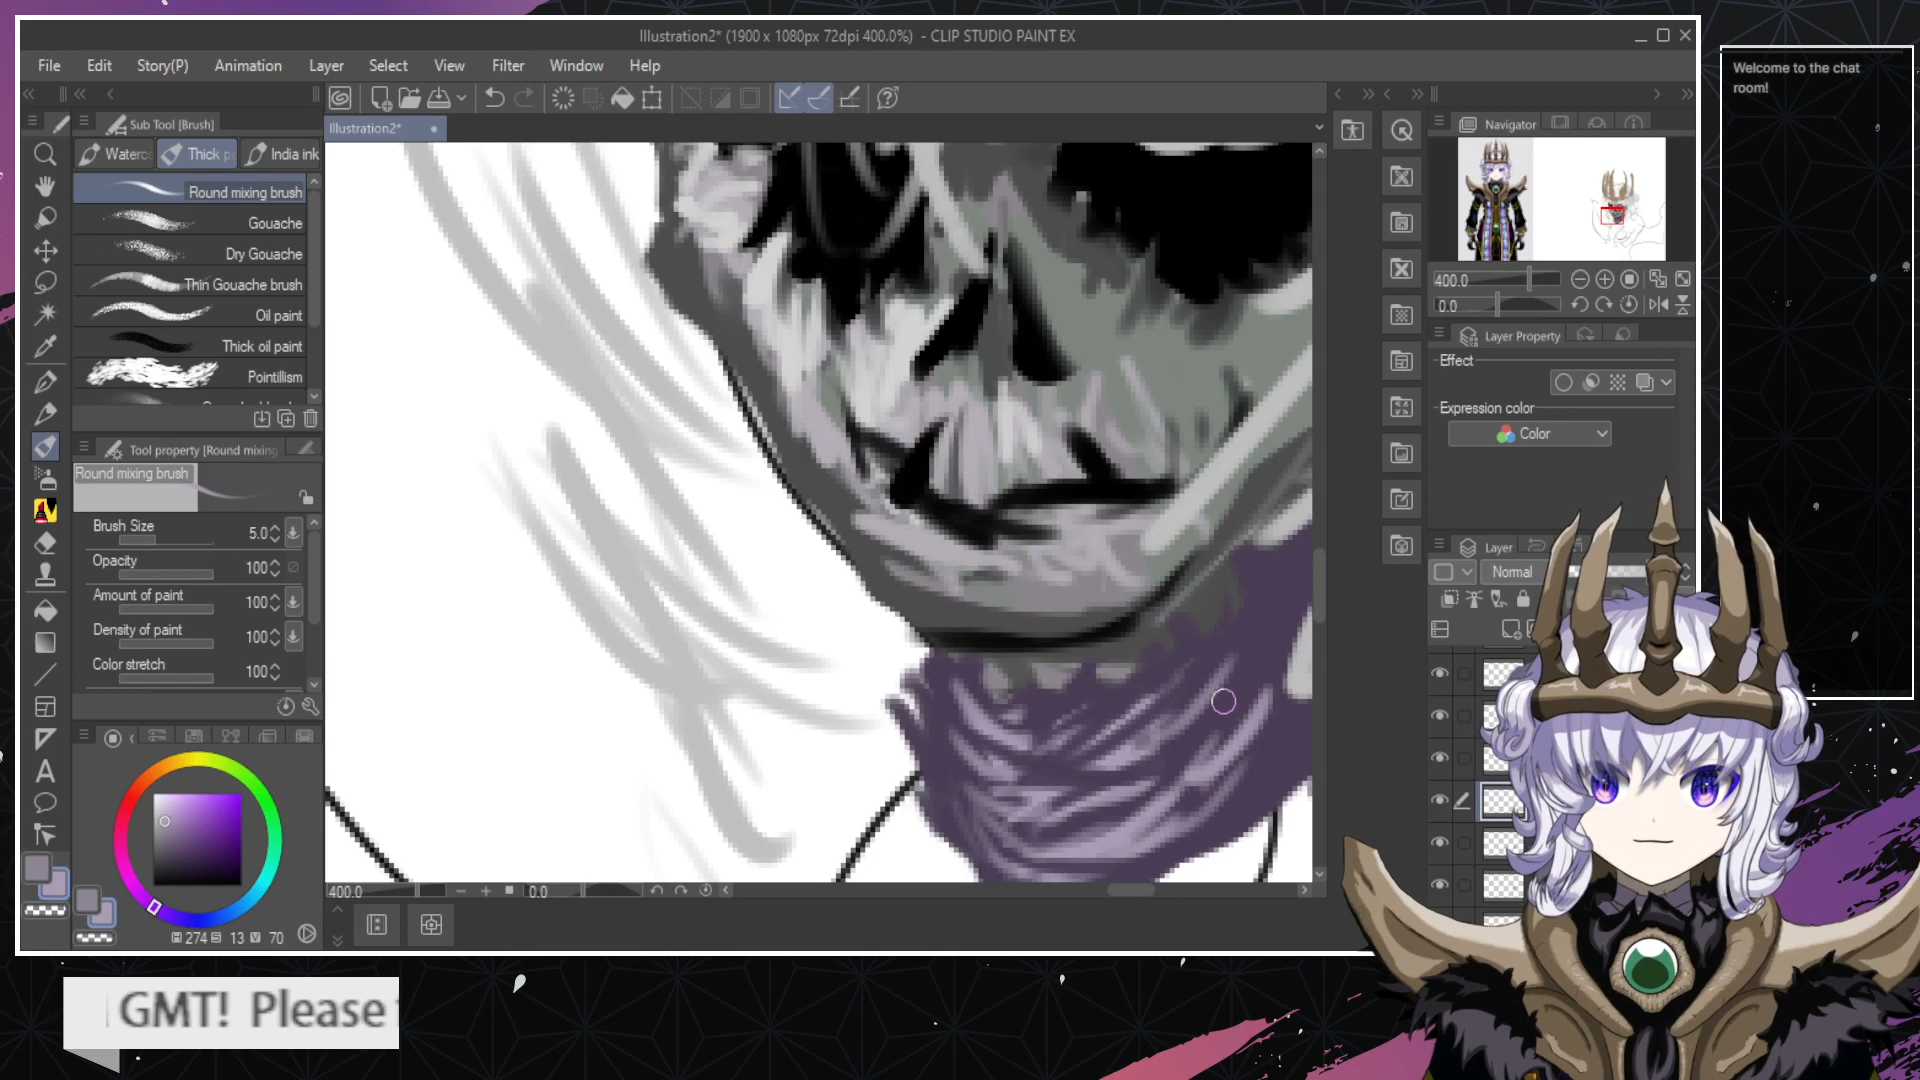 Illustration2* (1900 x 1080px 72dpi 400.0%) - CLIP STUDIO PAINT EX
File Edit Story(P) Animation Layer Select View Filter Window Help
Sub Tool [Brush]
Illustration2*
Navigator
Welcome to the chat
room!
Thick
India ink
Round mixing brush
Gouache
Dry Gouache
Thin Gouache brush
Oil paint
Thick oil paint
Pointillism
400.0
0.0
Layer Property
Effect
Expression color
Color
Tool property [Round mixing
Round mixing brush
Brush Size 5.0
Opacity 100
Amount of paint 100
Density of paint 100
Color stretch 100
Layer
Normal
400.0 0.0
H 274 S 13 V 70
GMT! Please